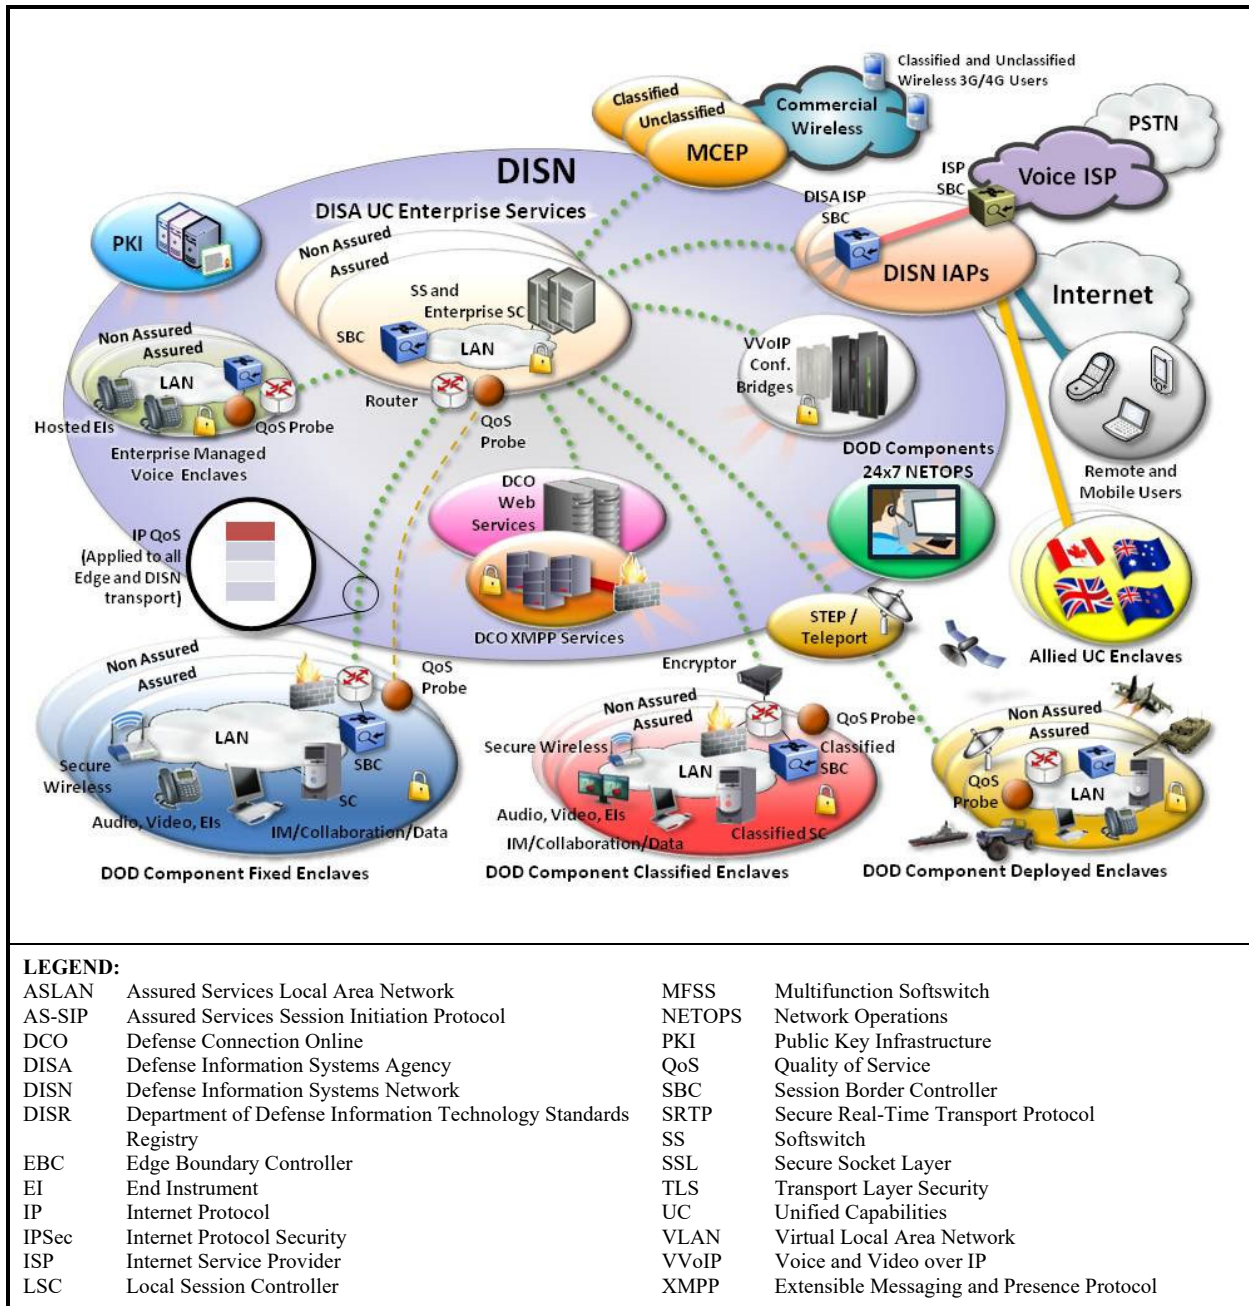 Classified and Unclassified
Wireless 3G/4G Users
Classified
Unclassified
MCEP
Commercial
Wireless
PSTN
Voice ISP
ISP
SBC
DISN
DISA UC Enterprise Services
DISA ISP
SBC
DISN IAPs
Internet
PKI
Non Assured
Assured
SS and
Enterprise SC
SBC
LAN
Router
QoS
Probe
Non Assured
Assured
LAN
Hosted EIs
QoS Probe
Enterprise Managed
Voice Enclaves
VVoIP
Conf.
Bridges
DOD Components
24x7 NETOPS
Remote and
Mobile Users
DCO
Web
Services
IP QoS
(Applied to all
Edge and DISN
transport)
DCO XMPP Services
STEP /
Teleport
Allied UC Enclaves
Non Assured
Assured
QoS
Probe
LAN
Secure
Wireless
SBC
SC
Audio, Video, EIs
IM/Collaboration/Data
DOD Component Fixed Enclaves
Encryptor
Non Assured
Assured
QoS Probe
Secure Wireless
Classified
SBC
LAN
Audio, Video, EIs
Classified SC
IM/Collaboration/Data
DOD Component Classified Enclaves
Non Assured
Assured
QoS
Probe
LAN
DOD Component Deployed Enclaves
LEGEND:
ASLAN Assured Services Local Area Network
AS-SIP Assured Services Session Initiation Protocol
DCO Defense Connection Online
DISA Defense Information Systems Agency
DISN Defense Information Systems Network
DISR Department of Defense Information Technology Standards
Registry
EBC Edge Boundary Controller
EI End Instrument
IP Internet Protocol
IPSec Internet Protocol Security
ISP Internet Service Provider
LSC Local Session Controller
MFSS Multifunction Softswitch
NETOPS Network Operations
PKI Public Key Infrastructure
QoS Quality of Service
SBC Session Border Controller
SRTP Secure Real-Time Transport Protocol
SS Softswitch
SSL Secure Socket Layer
TLS Transport Layer Security
UC Unified Capabilities
VLAN Virtual Local Area Network
VVoIP Voice and Video over IP
XMPP Extensible Messaging and Presence Protocol